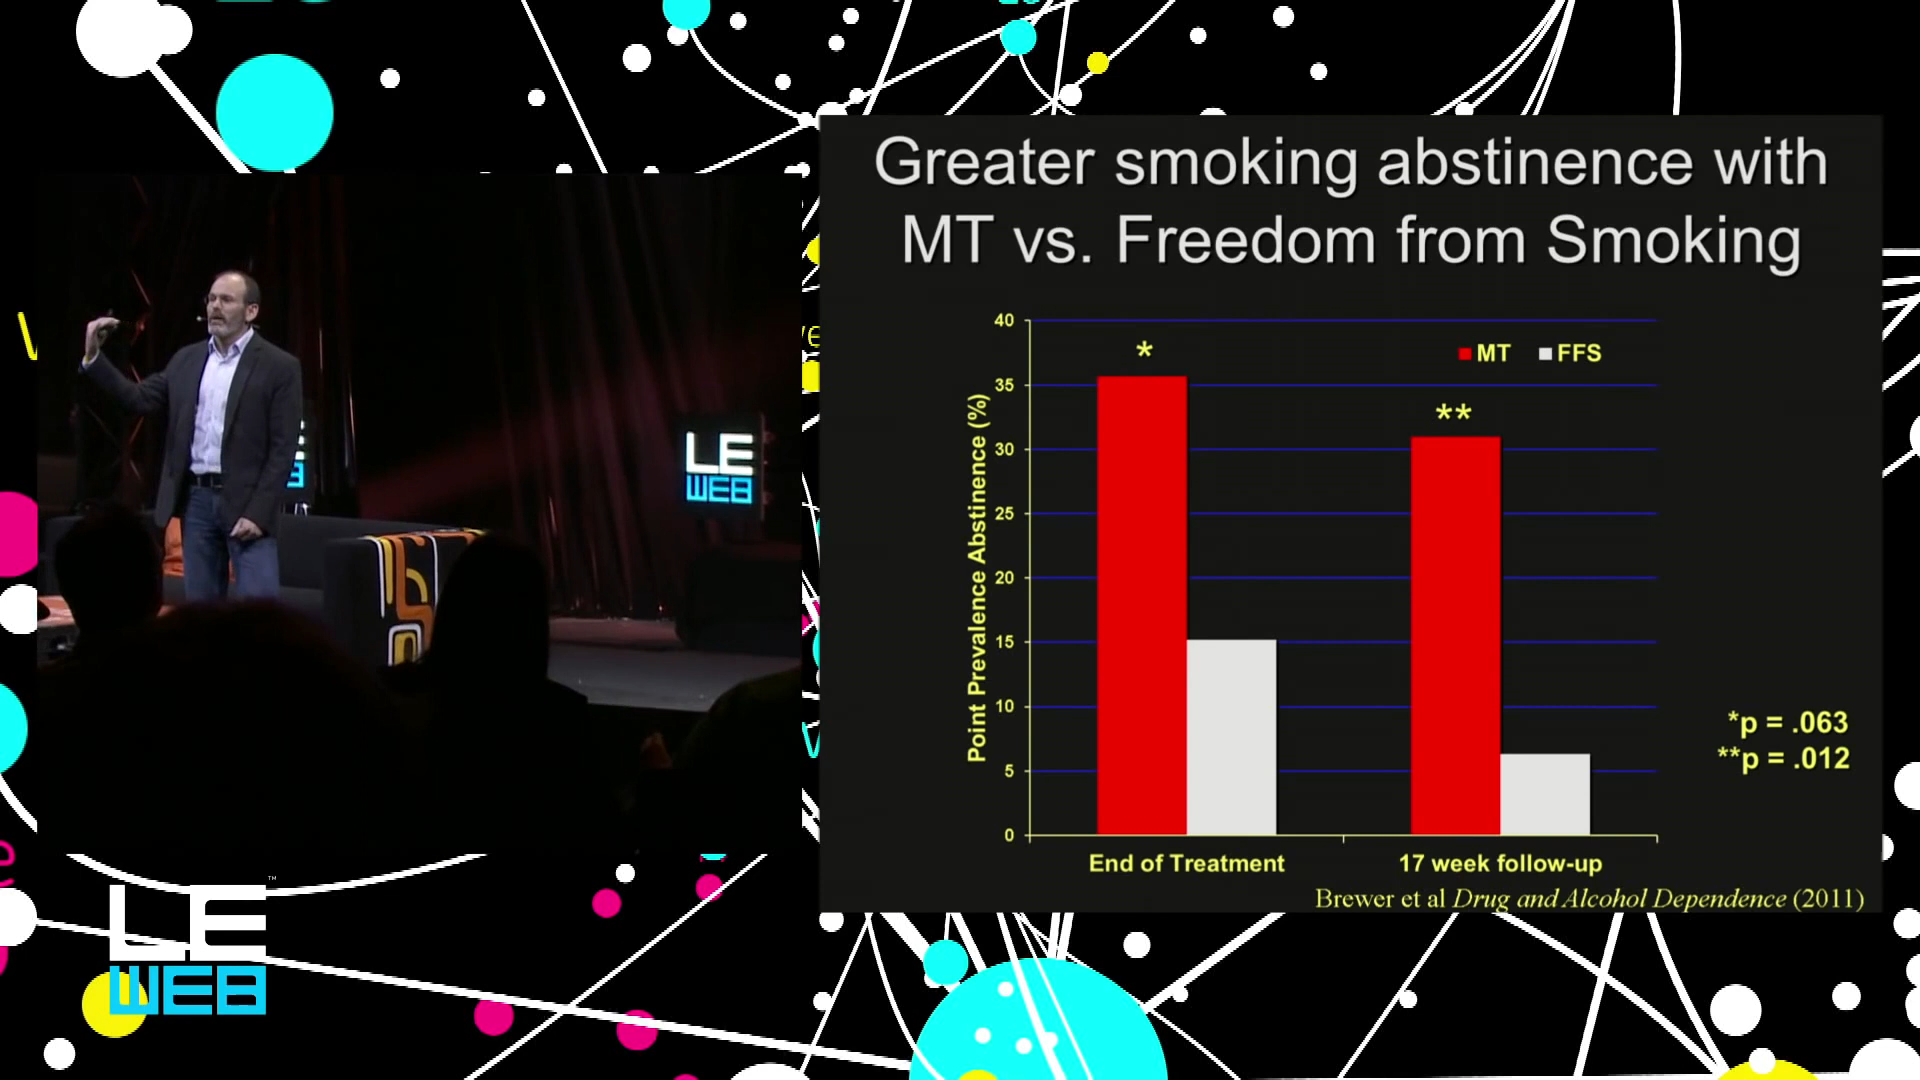 Greater smoking abstinence with
MT vs. Freedom from Smoking
40
35
30
25
20
15
10
5
0
Point Prevalence Abstinence (%)
*
**
MT
FFS
*p = .063
**p = .012
End of Treatment
17 week follow-up
Brewer et al Drug and Alcohol Dependence (2011)
LE
WEB
LE
WEB
™